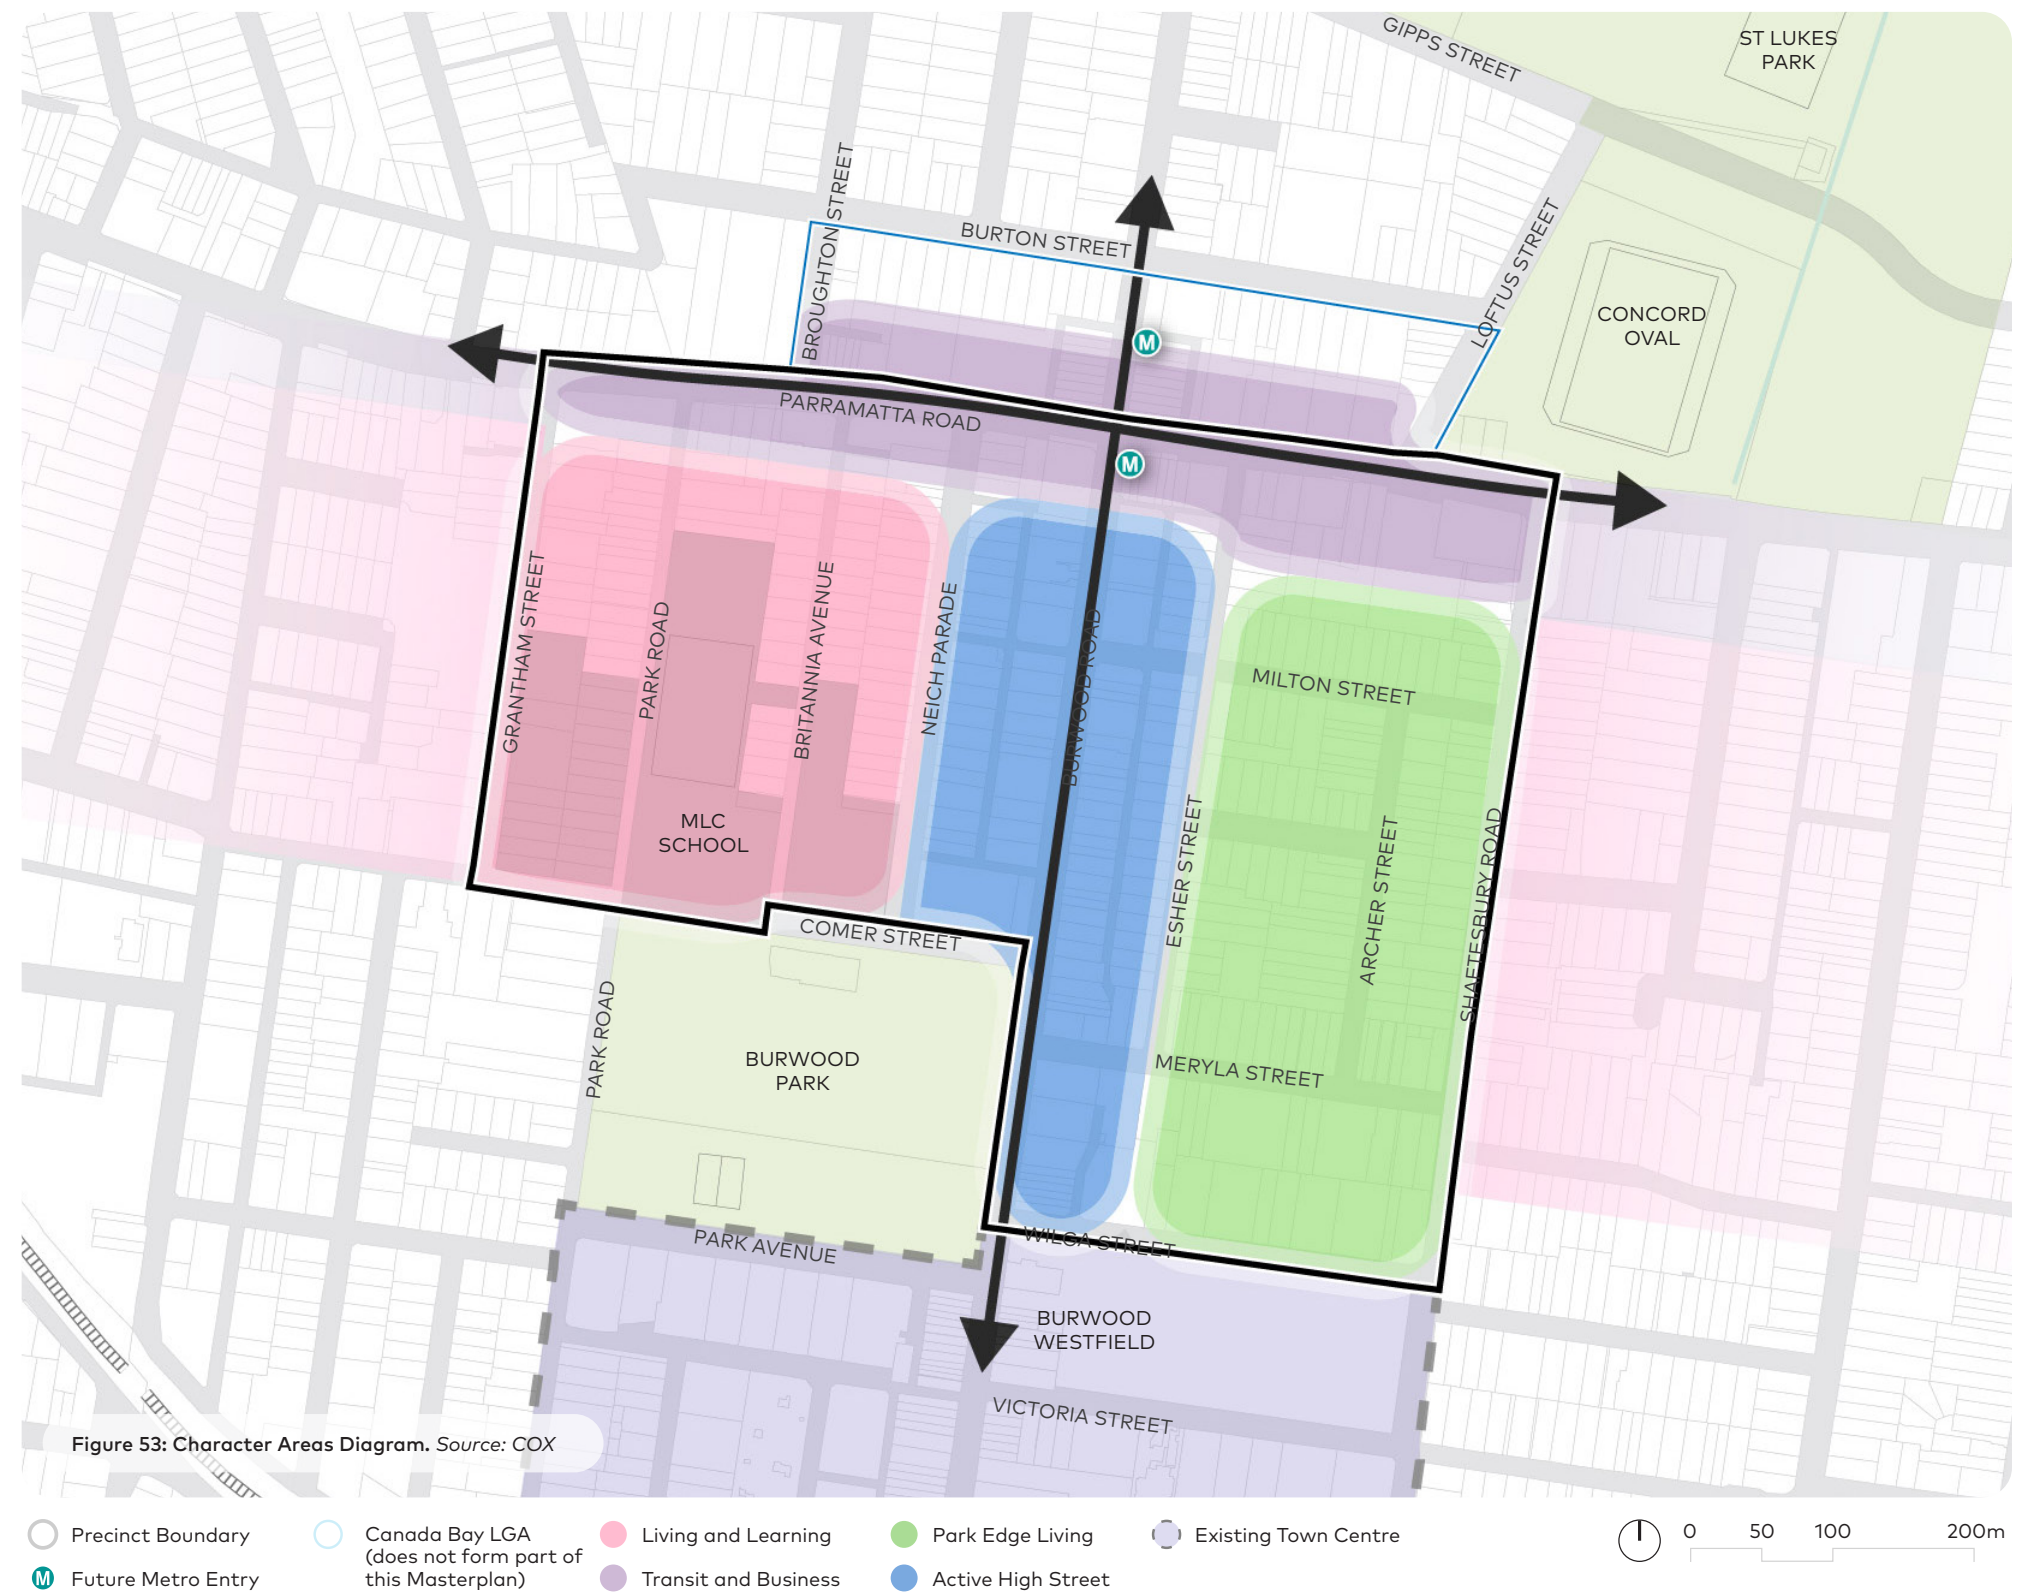 GIPPS STREET
ST LUKES
PARK
BROUGHTON STREET
BURTON STREET
LOFTUS STREET
CONCORD
OVAL
M
PARRAMATTA ROAD
M
GRANTHAM STREET
PARK ROAD
BRITANNIA AVENUE
NEICH PARADE
BURWOOD ROAD
MILTON STREET
MLC
SCHOOL
ESHER STREET
ARCHER STREET
SHAFTESBURY ROAD
COMER STREET
PARK ROAD
BURWOOD
PARK
MERYLA STREET
PARK AVENUE
WILGA STREET
BURWOOD
WESTFIELD
VICTORIA STREET
Figure 53: Character Areas Diagram. Source: COX
Precinct Boundary
M Future Metro Entry
Canada Bay LGA
(does not form part of
this Masterplan)
Living and Learning
Transit and Business
Park Edge Living
Active High Street
Existing Town Centre
0 50 100 200m